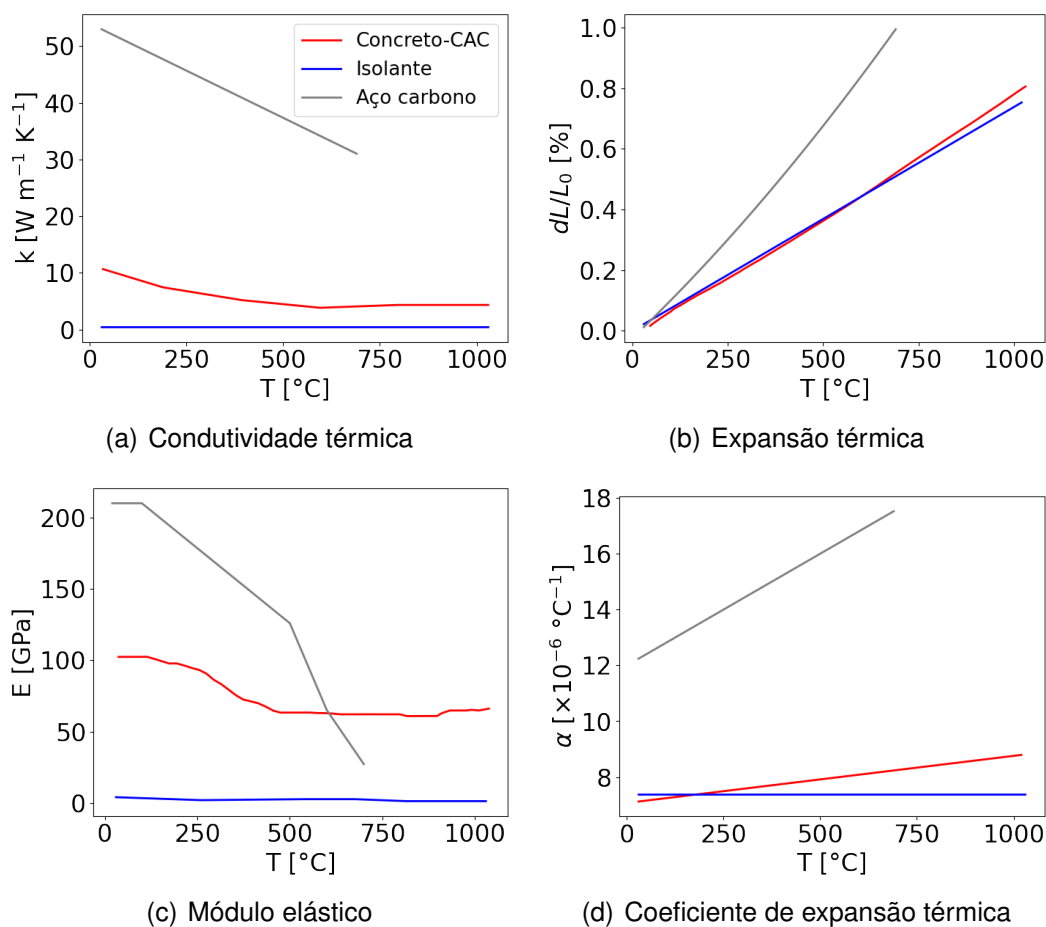 Concreto-CAC
Isolante
Aço carbono
50
40
30
20
10
0
k [W m⁻¹ K⁻¹]
0 250 500 750 1000
T [°C]
(a) Condutividade térmica
1.0
0.8
0.6
0.4
0.2
0.0
dL/L₀ [%]
0 250 500 750 1000
T [°C]
(b) Expansão térmica
200
150
100
50
0
E [GPa]
0 250 500 750 1000
T [°C]
(c) Módulo elástico
18
16
14
12
10
8
α [×10⁻⁶ °C⁻¹]
0 250 500 750 1000
T [°C]
(d) Coeficiente de expansão térmica